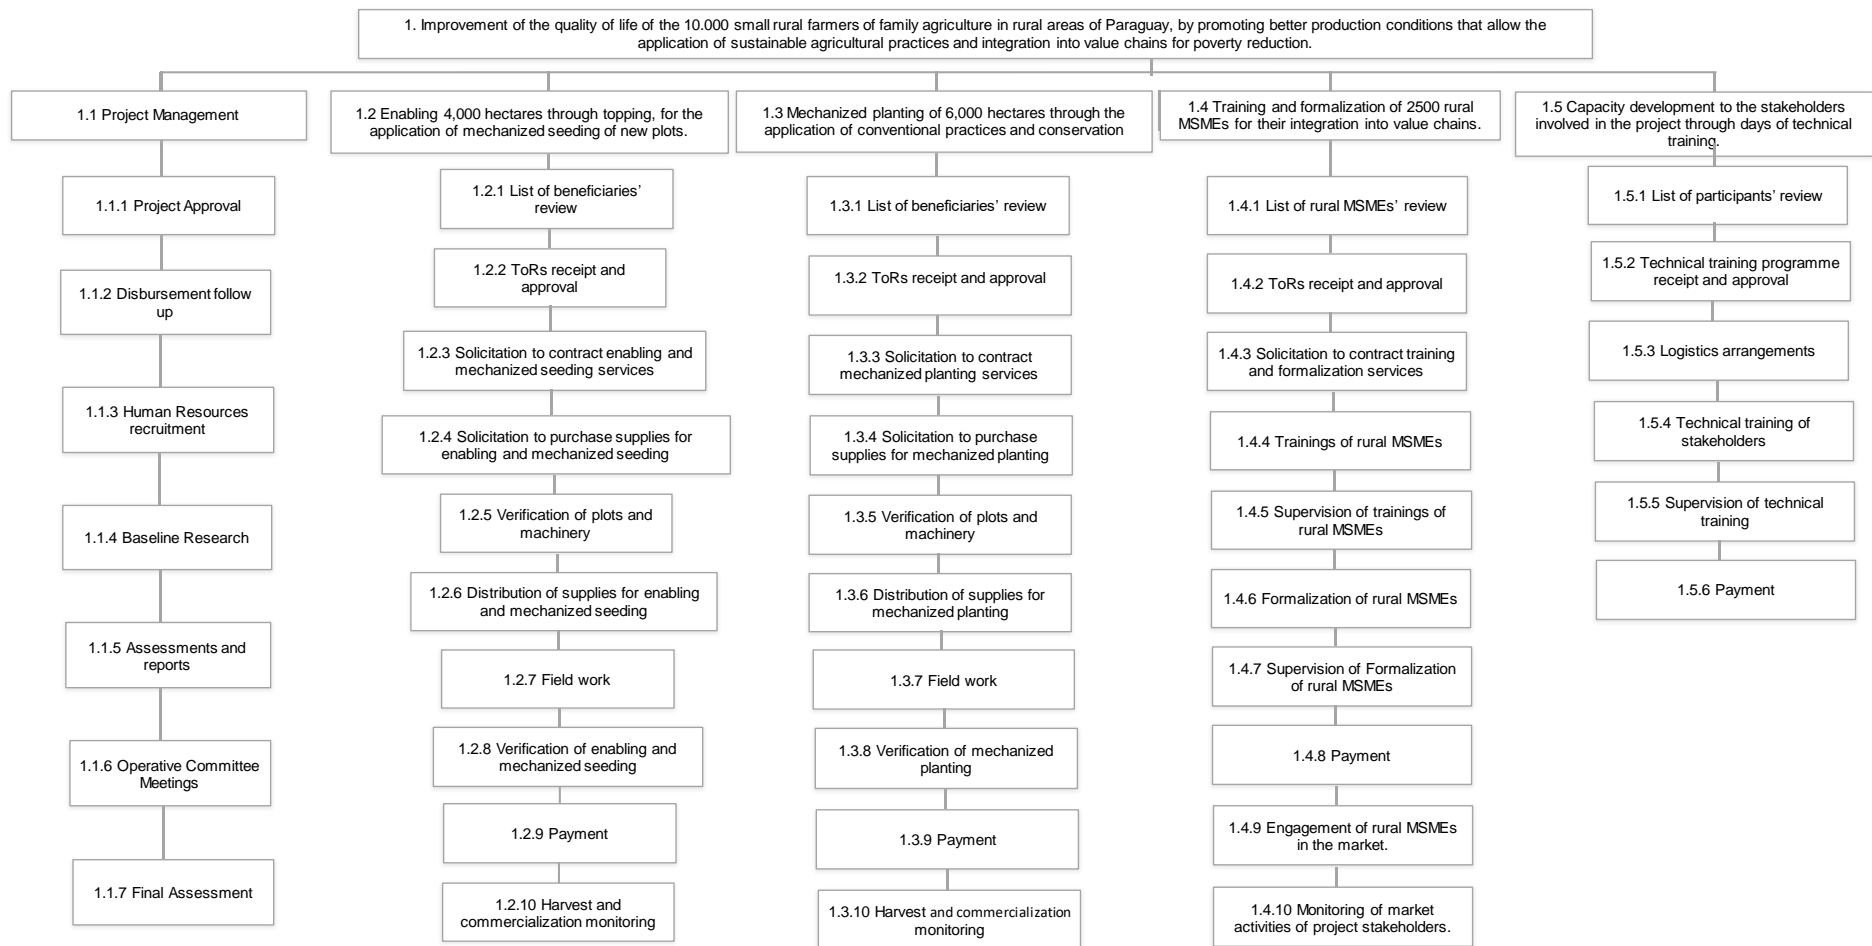 1. Improvement of the quality of life of the 10.000 small rural farmers of family agriculture in rural areas of Paraguay, by promoting better production conditions that allow the
application of sustainable agricultural practices and integration into value chains for poverty reduction.
1.1 Project Management
1.1.1 Project Approval
1.1.2 Disbursement follow
up
1.1.3 Human Resources
recruitment
1.1.4 Baseline Research
1.1.5 Assessments and
reports
1.1.6 Operative Committee
Meetings
1.1.7 Final Assessment
1.2 Enabling 4,000 hectares through topping, for the
application of mechanized seeding of new plots.
1.2.1 List of beneficiaries’
review
1.2.2 ToRs receipt and
approval
1.2.3 Solicitation to contract enabling and
mechanized seeding services
1.2.4 Solicitation to purchase supplies for
enabling and mechanized seeding
1.2.5 Verification of plots and
machinery
1.2.6 Distribution of supplies for enabling
and mechanized seeding
1.2.7 Field work
1.2.8 Verification of enabling and
mechanized seeding
1.2.9 Payment
1.2.10 Harvest and
commercialization monitoring
1.3 Mechanized planting of 6,000 hectares through the
application of conventional practices and conservation
1.3.1 List of beneficiaries’ review
1.3.2 ToRs receipt and approval
1.3.3 Solicitation to contract
mechanized planting services
1.3.4 Solicitation to purchase
supplies for mechanized planting
1.3.5 Verification of plots and
machinery
1.3.6 Distribution of supplies for
mechanized planting
1.3.7 Field work
1.3.8 Verification of mechanized
planting
1.3.9 Payment
1.3.10 Harvest and commercialization
monitoring
1.4 Training and formalization of 2500 rural
MSMEs for their integration into value chains.
1.4.1 List of rural MSMEs’ review
1.4.2 ToRs receipt and approval
1.4.3 Solicitation to contract training
and formalization services
1.4.4 Trainings of rural MSMEs
1.4.5 Supervision of trainings of
rural MSMEs
1.4.6 Formalization of rural MSMEs
1.4.7 Supervision of Formalization
of rural MSMEs
1.4.8 Payment
1.4.9 Engagement of rural MSMEs
in the market.
1.4.10 Monitoring of market
activities of project stakeholders.
1.5 Capacity development to the stakeholders
involved in the project through days of technical
training.
1.5.1 List of participants’ review
1.5.2 Technical training programme
receipt and approval
1.5.3 Logistics arrangements
1.5.4 Technical training of
stakeholders
1.5.5 Supervision of technical
training
1.5.6 Payment